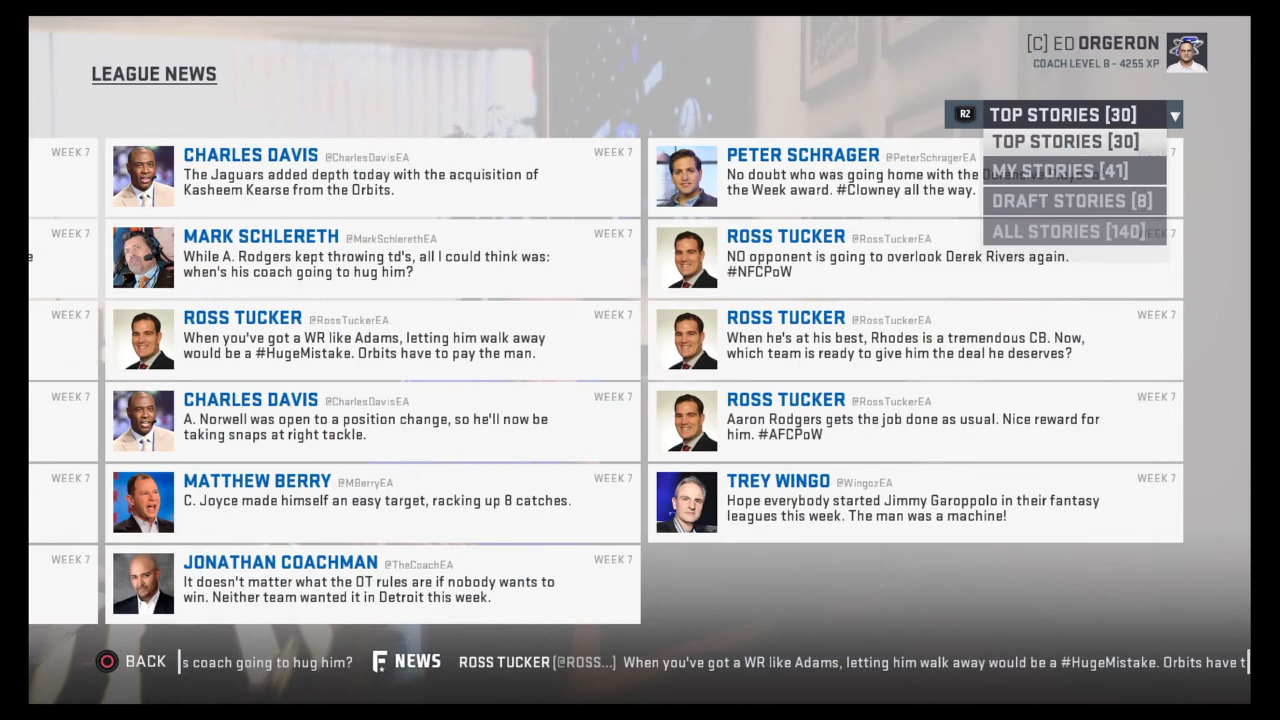 [C] ED ORGERON
COACH LEVEL 8 - 4255 XP
LEAGUE NEWS
R2 TOP STORIES [30]
TOP STORIES [30]
MY STORIES [41]
DRAFT STORIES [8]
ALL STORIES [140]
WEEK 7
CHARLES DAVIS @CharlesDavisEA WEEK 7
The Jaguars added depth today with the acquisition of
Kasheem Kearse from the Orbits.
PETER SCHRAGER @PeterSchragerEA
No doubt who was going home with the
the Week award. #Clowney all the way.
WEEK 7
e
MARK SCHLERETH @MarkSchlerethEA WEEK 7
While A. Rodgers kept throwing td's, all I could think was:
when's his coach going to hug him?
ROSS TUCKER @RossTuckerEA
NO opponent is going to overlook Derek Rivers again.
#NFCPoW
WEEK 7
ROSS TUCKER @RossTuckerEA WEEK 7
When you've got a WR like Adams, letting him walk away
would be a #HugeMistake. Orbits have to pay the man.
ROSS TUCKER @RossTuckerEA WEEK 7
When he's at his best, Rhodes is a tremendous CB. Now,
which team is ready to give him the deal he deserves?
WEEK 7
CHARLES DAVIS @CharlesDavisEA WEEK 7
A. Norwell was open to a position change, so he'll now be
taking snaps at right tackle.
ROSS TUCKER @RossTuckerEA WEEK 7
Aaron Rodgers gets the job done as usual. Nice reward for
him. #AFCPoW
WEEK 7
MATTHEW BERRY @MBerryEA WEEK 7
C. Joyce made himself an easy target, racking up 8 catches.
TREY WINGO @WingozEA WEEK 7
Hope everybody started Jimmy Garoppolo in their fantasy
leagues this week. The man was a machine!
WEEK 7
JONATHAN COACHMAN @TheCoachEA WEEK 7
It doesn't matter what the OT rules are if nobody wants to
win. Neither team wanted it in Detroit this week.
BACK s coach going to hug him? NEWS ROSS TUCKER [@ROSS...] When you've got a WR like Adams, letting him walk away would be a #HugeMistake. Orbits have t